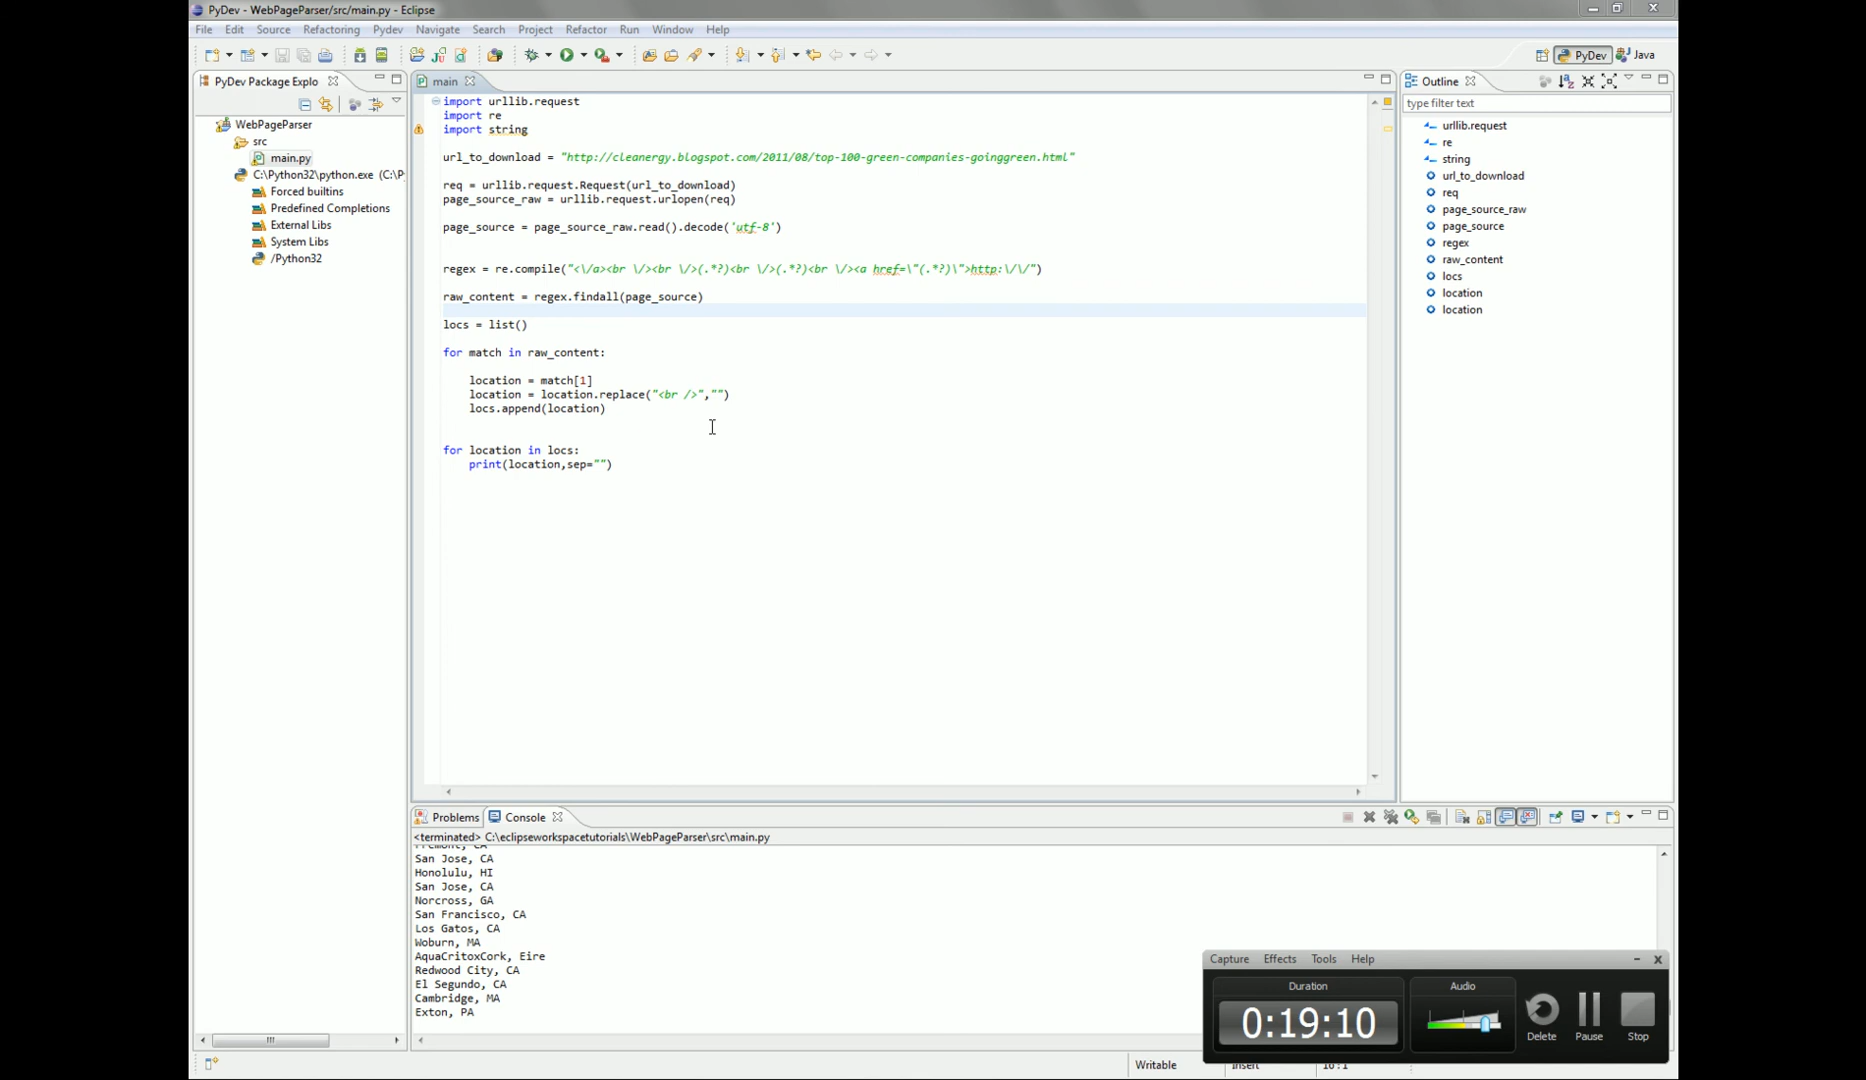 PyDev - WebPageParser/src/main.py - Eclipse
File Edit Source Refactoring Pydev Navigate Search Project Run Window Help
PyDev Java
PyDev Package Explo
WebPageParser
src
main.py
C:\Python32\python.exe (C:\P
Forced builtins
Predefined Completions
External Libs
System Libs
/Python32
main
import urllib.request
import re
import string
url_to_download = "http://cleanergy.blogspot.com/2011/08/top-100-green-companies-goinggreen.html"
req = urllib.request.Request(url_to_download)
page_source_raw = urllib.request.urlopen(req)
page_source = page_source_raw.read().decode('utf-8')
regex = re.compile("<\/a><br \/><br \/>(.*?)<br \/>(.*?)<br \/><a href=\"(.*?)\">http:\/\/")
raw_content = regex.findall(page_source)
locs = list()
for match in raw_content:
location = match[1]
location = location.replace("<br />","")
locs.append(location)
for location in locs:
print(location,sep="")
Outline
type filter text
urllib.request
re
string
url_to_download
req
page_source_raw
page_source
regex
raw_content
locs
location
location
Problems Console
<terminated> C:\eclipseworkspacetutorials\WebPageParser\src\main.py
Fremont, CA
San Jose, CA
Honolulu, HI
San Jose, CA
Norcross, GA
San Francisco, CA
Los Gatos, CA
Woburn, MA
AquaCritoxCork, Eire
Redwood City, CA
El Segundo, CA
Cambridge, MA
Exton, PA
Capture Effects Tools Help
Duration
0:19:10
Audio
Delete Pause Stop
Writable Insert 16:1